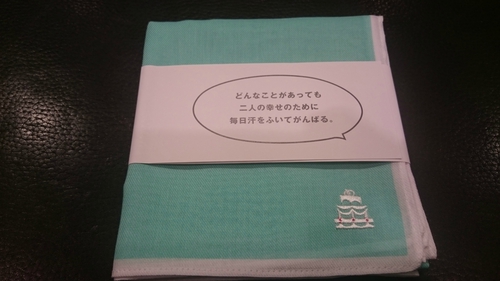 どんなことがあっても
二人の幸せのために
毎日汗をふいてがんばる。